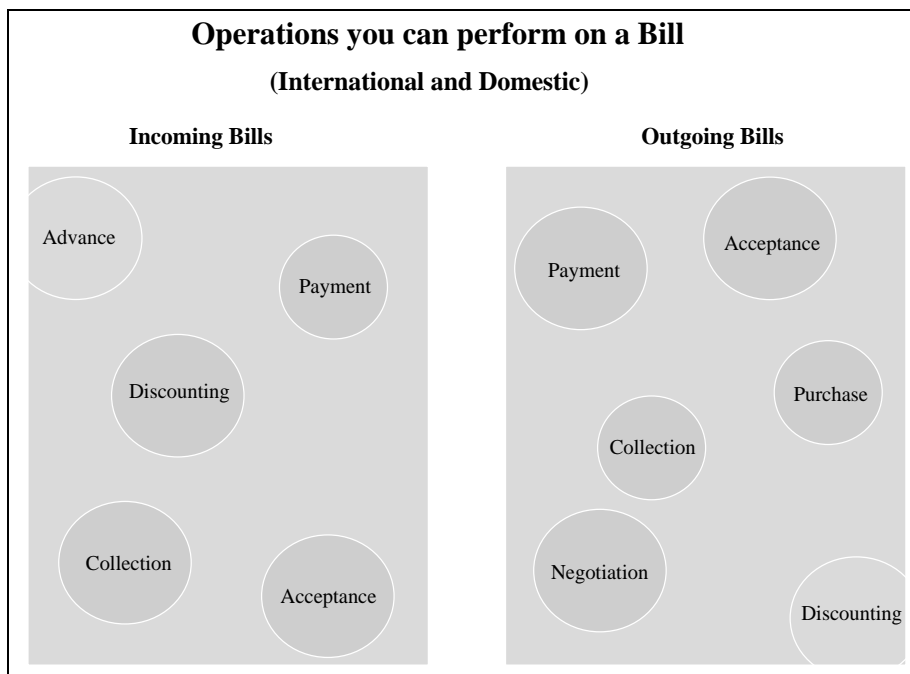 Operations you can perform on a Bill
(International and Domestic)
Incoming Bills
Advance
Payment
Discounting
Collection
Acceptance
Outgoing Bills
Payment
Acceptance
Purchase
Collection
Negotiation
Discounting